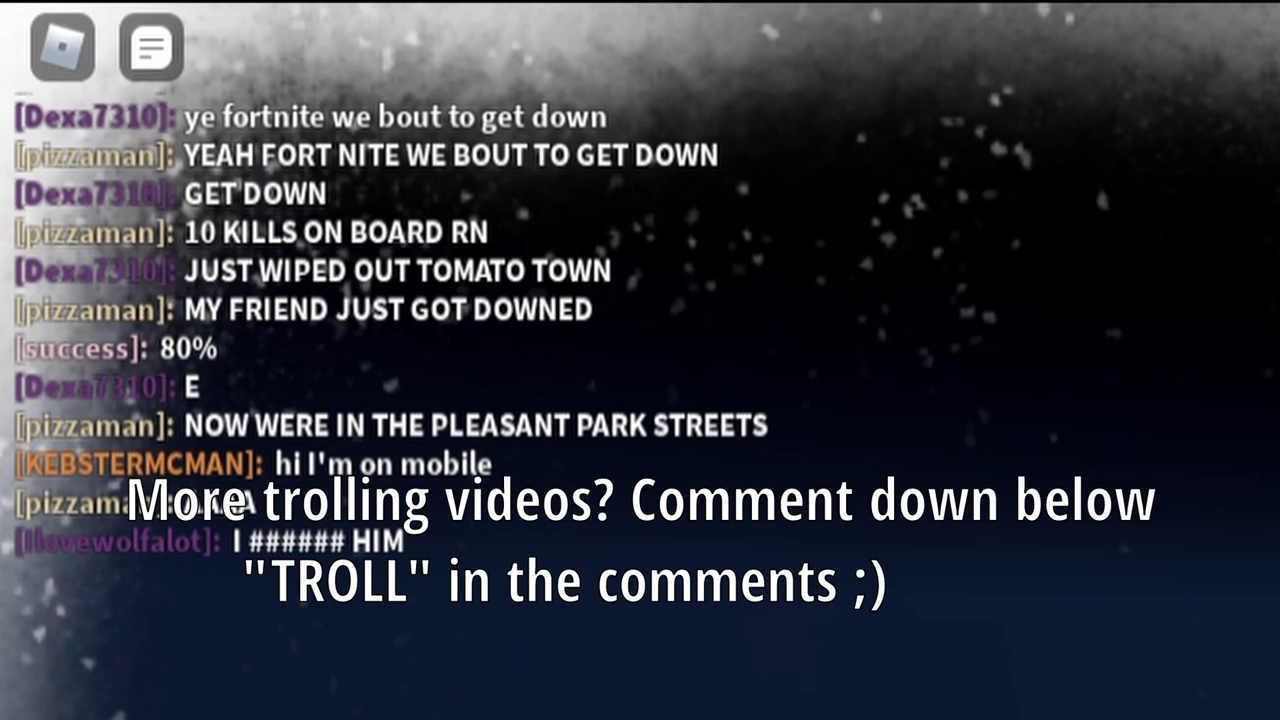 [Dexa7310]: ye fortnite we bout to get down
[pizzaman]: YEAH FORT NITE WE BOUT TO GET DOWN
[Dexa7310]: GET DOWN
[pizzaman]: 10 KILLS ON BOARD RN
[Dexa7310]: JUST WIPED OUT TOMATO TOWN
[pizzaman]: MY FRIEND JUST GOT DOWNED
[success]: 80%
[Dexa7310]: E
[pizzaman]: NOW WERE IN THE PLEASANT PARK STREETS
[KEBSTERMCMAN]: hi I'm on mobile
More trolling videos? Comment down below
[Ilovewolfalot]: I ###### HIM
"TROLL" in the comments ;)